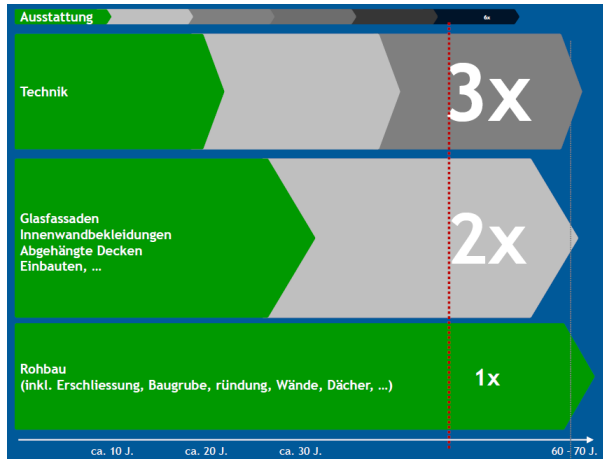 Ausstattung
6x
Technik
3x
Glasfassaden
Innenwandbekleidungen
Abgehängte Decken
Einbauten, …
2x
Rohbau
(inkl. Erschliessung, Baugrube, ründung, Wände, Dächer, …)
1x
ca. 10 J. ca. 20 J. ca. 30 J. 60 - 70 J.